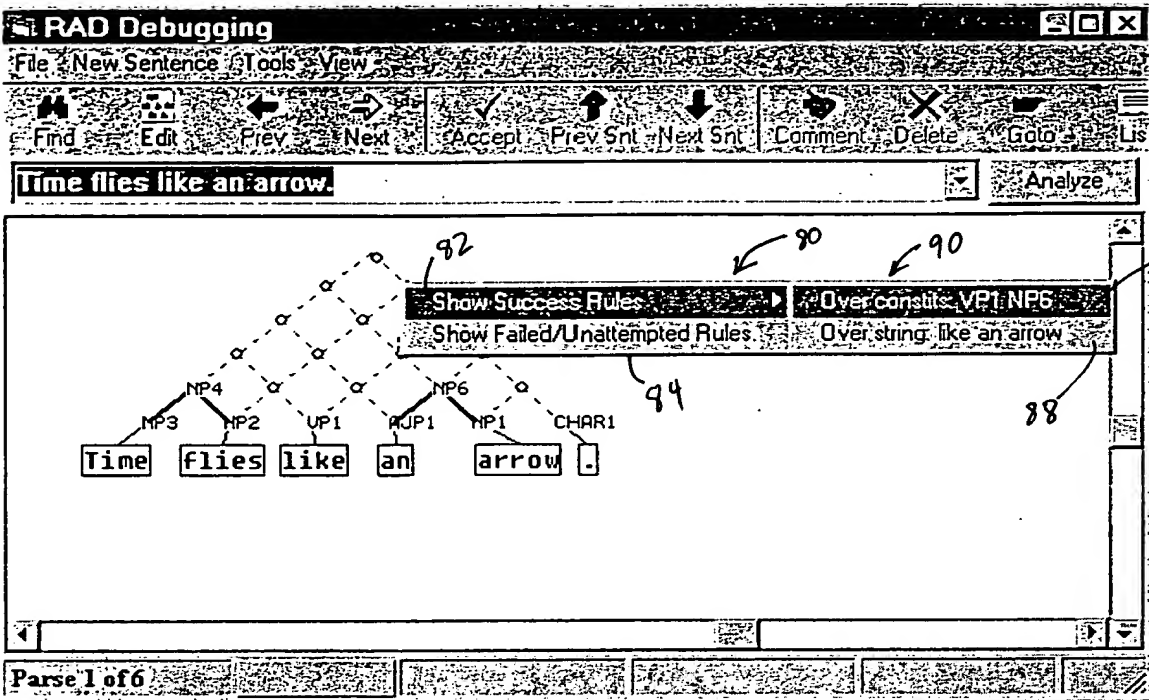 RAD Debugging
File New Sentence Tools View
Find Edit Prev Next Accept Prev Snt Next Snt Comment Delete Goto Lis
Time flies like an arrow. Analyze
82 80 90
Show Success Rules Over constits: VP1 NP6
Show Failed/Unattempted Rules. Over string: like an arrow
84 88
NP4 NP6
NP3 NP2 VP1 AJP1 NP1 CHAR1
Time flies like an arrow .
Parse 1 of 6